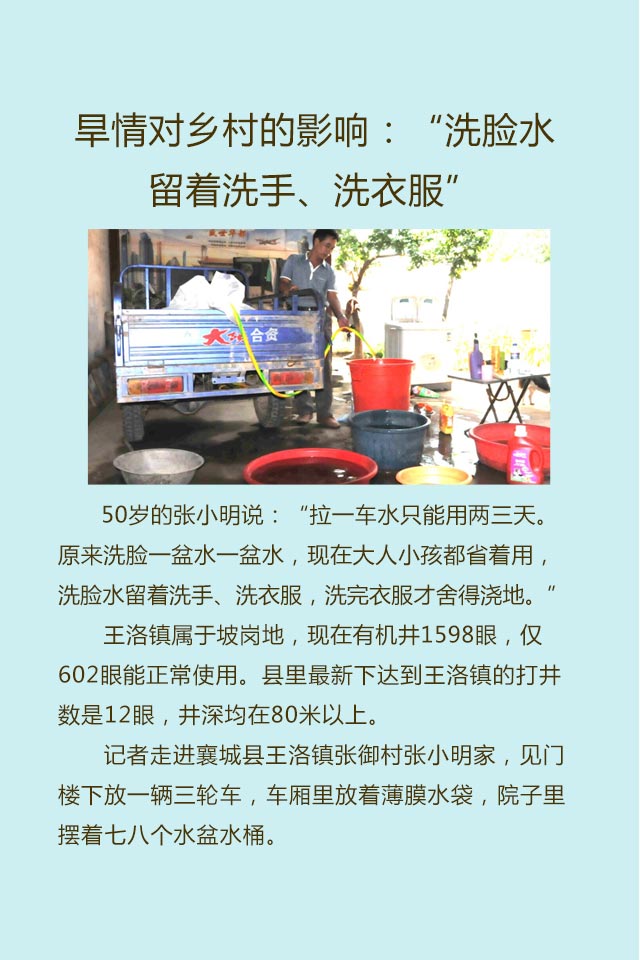 旱情对乡村的影响：“洗脸水
留着洗手、洗衣服”
大 合资
50岁的张小明说：“拉一车水只能用两三天。
原来洗脸一盆水一盆水，现在大人小孩都省着用，
洗脸水留着洗手、洗衣服，洗完衣服才舍得浇地。”
王洛镇属于坡岗地，现在有机井1598眼，仅
602眼能正常使用。县里最新下达到王洛镇的打井
数是12眼，井深均在80米以上。
记者走进襄城县王洛镇张御村张小明家，见门
楼下放一辆三轮车，车厢里放着薄膜水袋，院子里
摆着七八个水盆水桶。